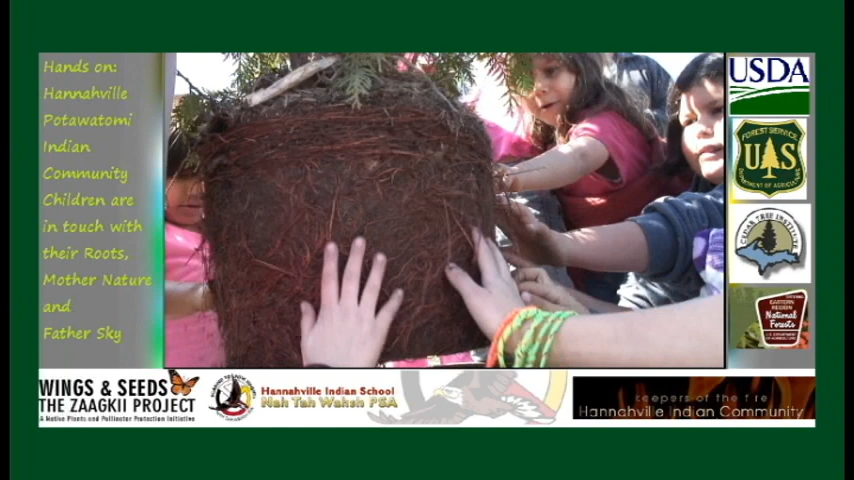 Hands on:
Hannahville
Potawatomi
Indian
Community
Children are
in touch with
their Roots,
Mother Nature
and
Father Sky
USDA
FOREST SERVICE
U S
DEPARTMENT OF AGRICULTURE
CEDAR TREE INSTITUTE
EASTERN
REGION
National
Forests
WINGS & SEEDS
THE ZAAGKII PROJECT
A Native Plants and Pollinator Protection Initiative
Hannahville Indian School
Nah Tah Wahsh PSA
keepers of the fire
Hannahville Indian Community